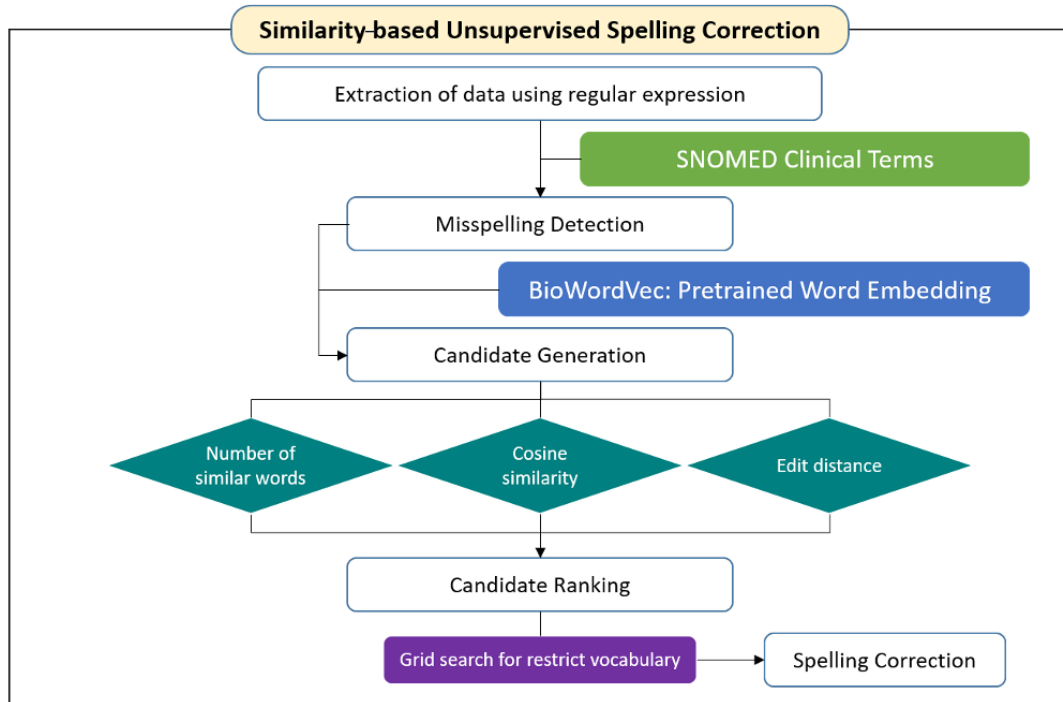 Similarity-based Unsupervised Spelling Correction
Extraction of data using regular expression
SNOMED Clinical Terms
Misspelling Detection
BioWordVec: Pretrained Word Embedding
Candidate Generation
Number of
similar words
Cosine
similarity
Edit distance
Candidate Ranking
Grid search for restrict vocabulary
Spelling Correction